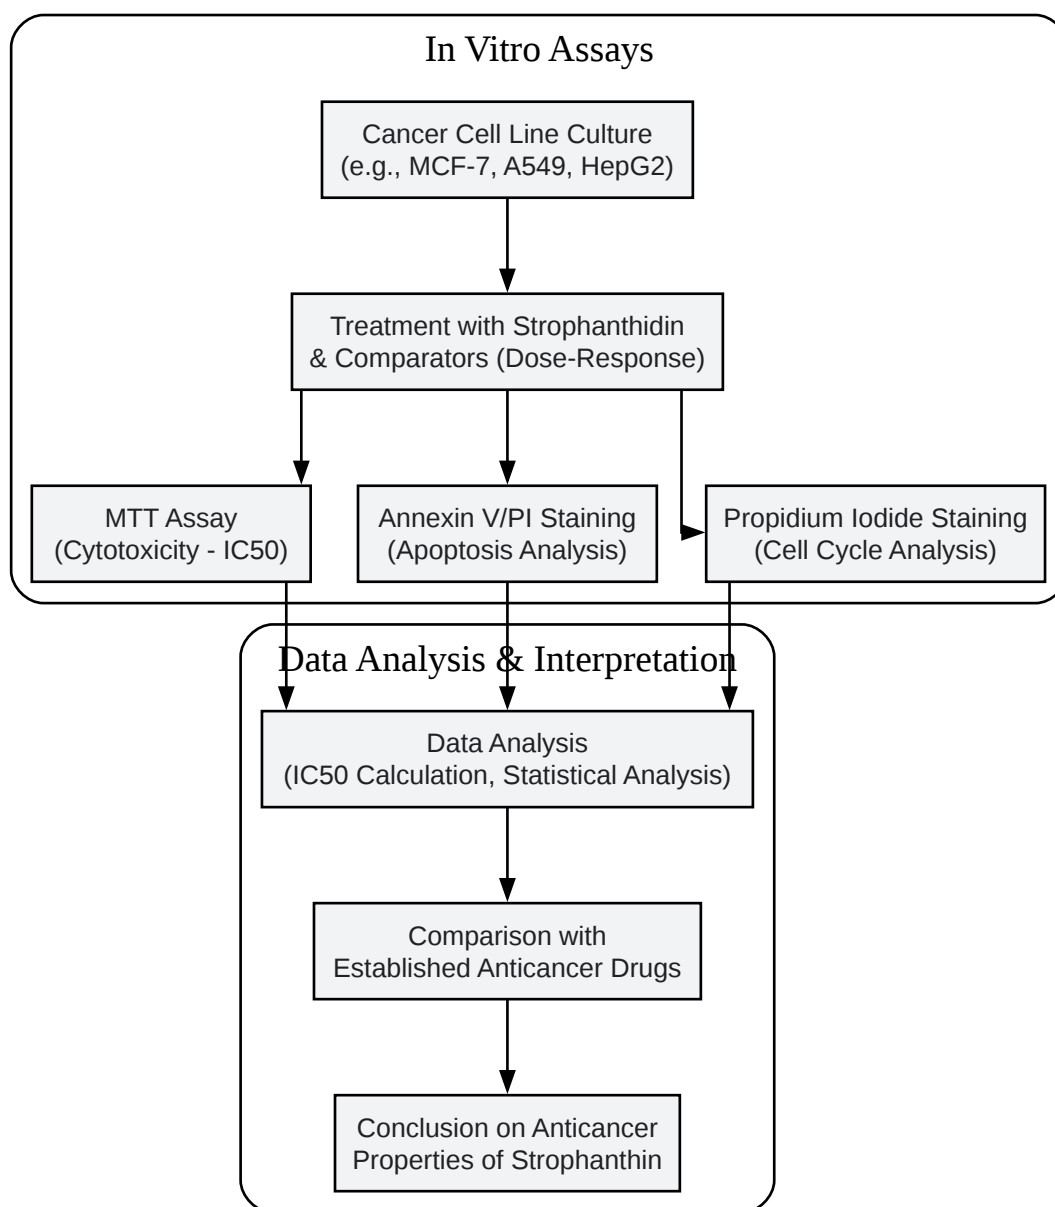 In Vitro Assays
Cancer Cell Line Culture
(e.g., MCF-7, A549, HepG2)
Treatment with Strophanthidin
& Comparators (Dose-Response)
MTT Assay
(Cytotoxicity - IC50)
Annexin V/PI Staining
(Apoptosis Analysis)
Propidium Iodide Staining
(Cell Cycle Analysis)
Data Analysis & Interpretation
Data Analysis
(IC50 Calculation, Statistical Analysis)
Comparison with
Established Anticancer Drugs
Conclusion on Anticancer
Properties of Strophanthin